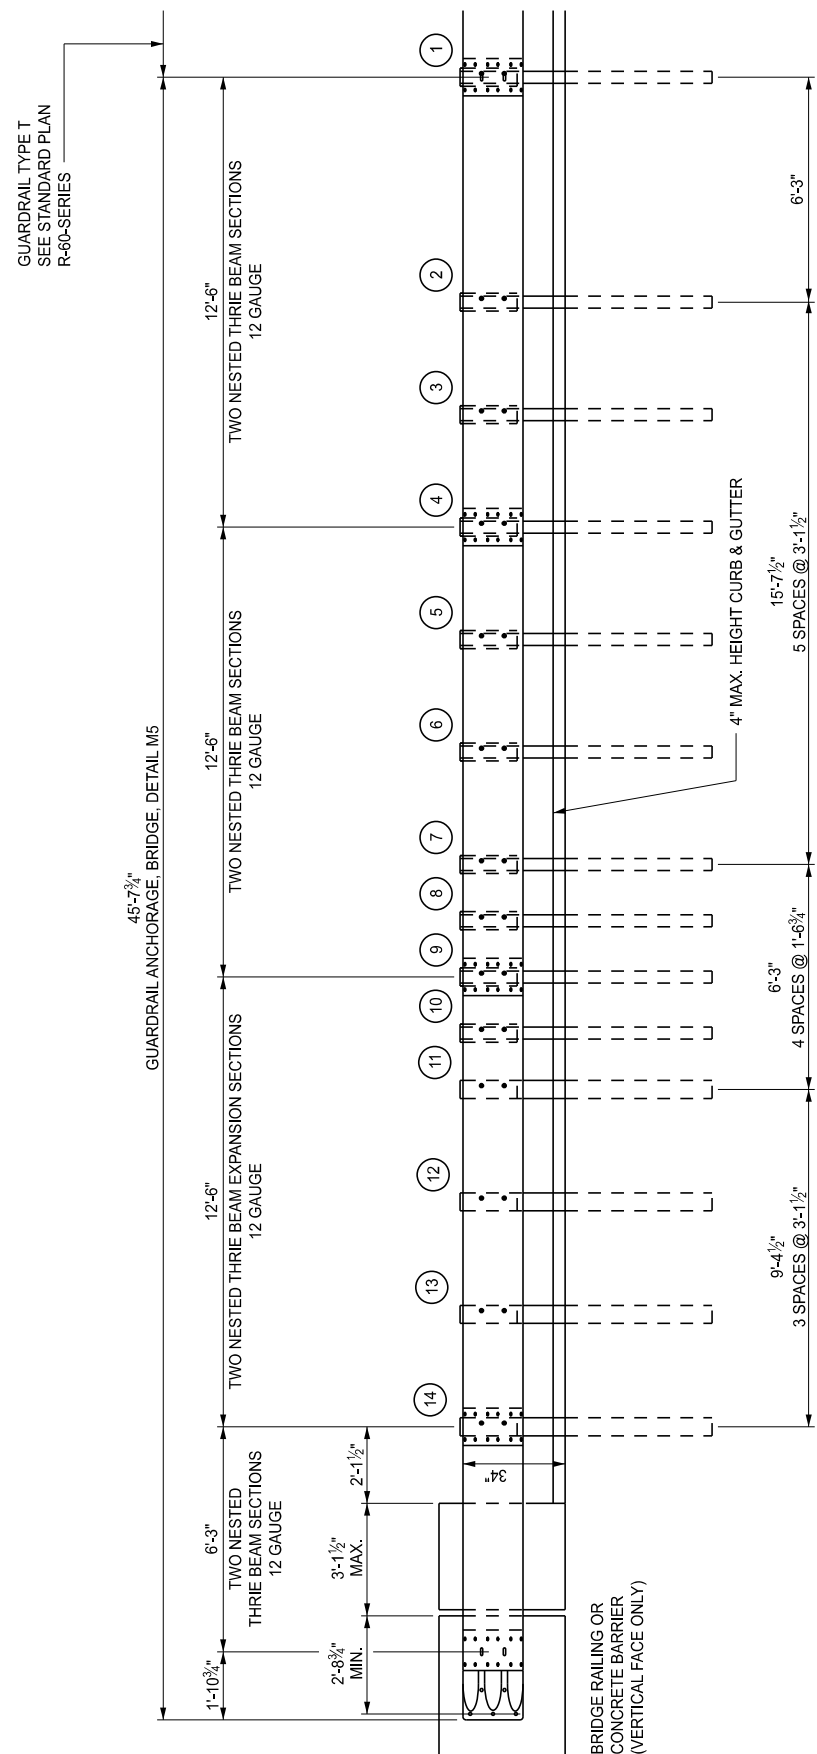 GUARDRAIL TYPE T
SEE STANDARD PLAN
R-60-SERIES
45'-7¾"
GUARDRAIL ANCHORAGE, BRIDGE, DETAIL M5
12'-6"
TWO NESTED THRIE BEAM SECTIONS
12 GAUGE
12'-6"
TWO NESTED THRIE BEAM SECTIONS
12 GAUGE
12'-6"
TWO NESTED THRIE BEAM EXPANSION SECTIONS
12 GAUGE
6'-3"
TWO NESTED
THRIE BEAM SECTIONS
12 GAUGE
1'-10¾"
2'-1½"
3'-1½"
MAX.
2'-8¾"
MIN.
1
2
3
4
5
6
7
8
9
10
11
12
13
14
34"
4" MAX. HEIGHT CURB & GUTTER
6'-3"
15'-7½"
5 SPACES @ 3'-1½"
6'-3"
4 SPACES @ 1'-6¾"
9'-4½"
3 SPACES @ 3'-1½"
BRIDGE RAILING OR
CONCRETE BARRIER
(VERTICAL FACE ONLY)